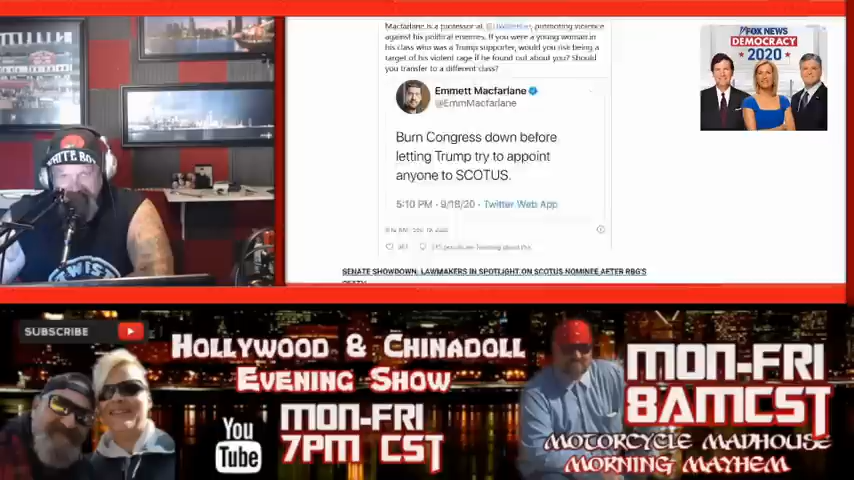 Macfarlane is a professor at @UWaterloo, promoting violence
against his political enemies. If you were a young woman in
his class who was a Trump supporter, would you risk being a
target of his violent rage if he found out about you? Should
you transfer to a different class?
Emmett Macfarlane
@EmmMacfarlane
Burn Congress down before
letting Trump try to appoint
anyone to SCOTUS.
5:10 PM · 9/18/20 · Twitter Web App
SENATE SHOWDOWN: LAWMAKERS IN SPOTLIGHT ON SCOTUS NOMINEE AFTER RBG'S
FOX NEWS
DEMOCRACY
2020
WHITE BOY
TWISTED
SUBSCRIBE
Hollywood & Chinadoll
Evening Show
You
Tube
MON-FRI
7PM CST
MON-FRI
8AMCST
Motorcycle Madhouse
Morning Mayhem